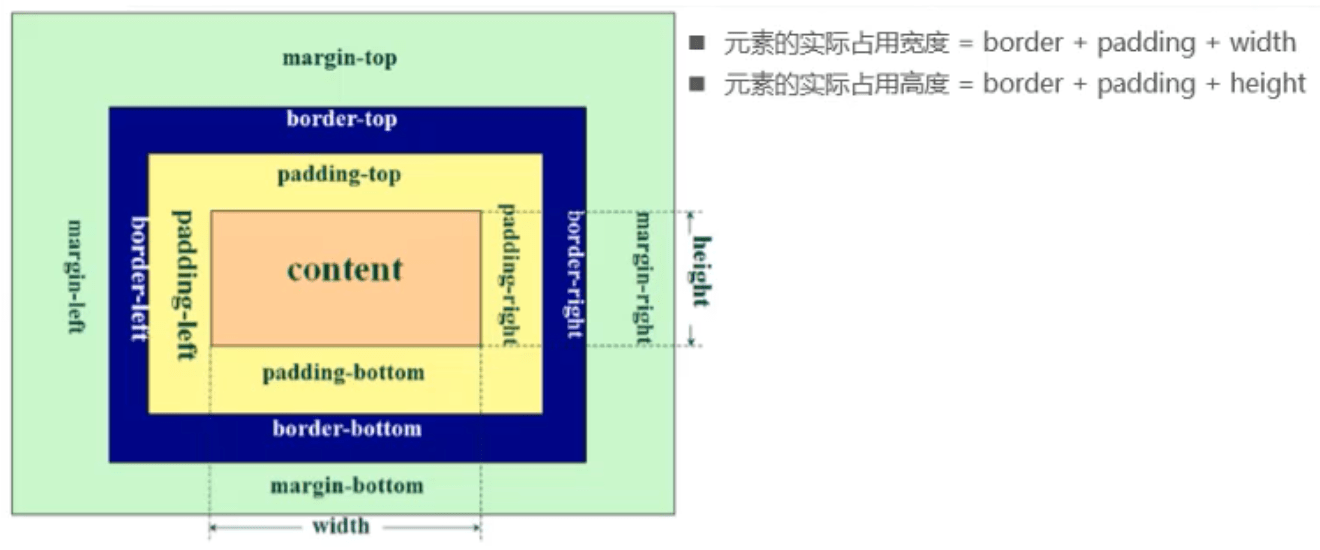 margin-top
border-top
padding-top
margin-left
border-left
padding-left
content
padding-right
border-right
margin-right
height
padding-bottom
border-bottom
margin-bottom
width
■ 元素的实际占用宽度 = border + padding + width
■ 元素的实际占用高度 = border + padding + height